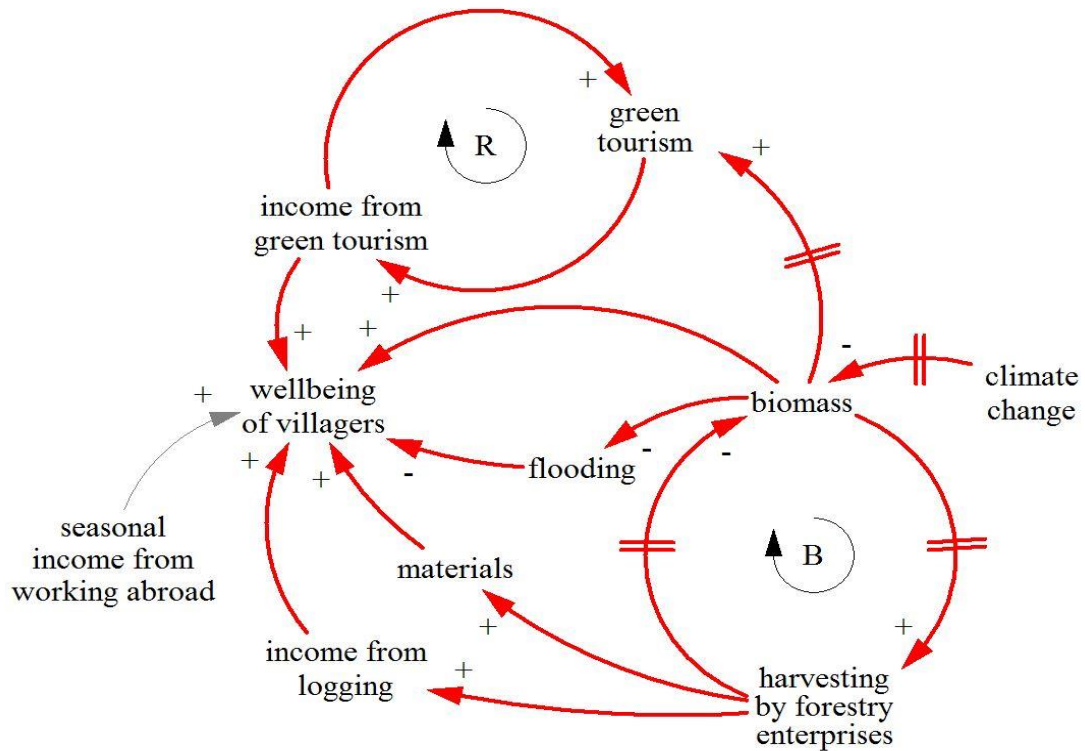 +
green
tourism
R
+
income from
green tourism
+
+
+
-
climate
change
+
wellbeing
of villagers
biomass
+
-
-
flooding
-
+
+
seasonal
income from
working abroad
materials
B
+
+
income from
logging
+
harvesting
by forestry
enterprises